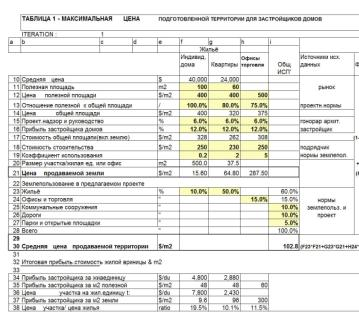 ТАБЛИЦА 1 - МАКСИМАЛЬНАЯ ЦЕНА ПОДГОТОВЛЕННОЙ ТЕРРИТОРИИ ДЛЯ ЗАСТРОЙЩИКОВ ДОМОВ
ITERATION :
a b c d e f g h i
Жильё
Индивид. дома Квартиры Офисы торговля Общ ИСП Источники исх. данных
10 Средняя цена $ 40,000 24,000
11 Полезная площадь m2 100 60 рынок
12 Цена полезной площади $/m2 400 400 500
13 Отношение полезной к общей площади " 100.0% 80.0% 75.0% проектн.нормы
14 Цена общей площади $/m2 400 320 375
15 Проект,надзор и руководство % 6.0% 6.0% 6.0% гонорар архит.
16 Прибыль застройщика домов % 12.0% 12.0% 12.0% застройщик
17 Стоимость общей площади(вкл.землю) $/m2 328 262 308
18 Стоимость стоительства $/m2 250 230 250 подрядчик
19 Коэффициент использования 0.2 2 5 нормы землепол.
20 Размер участка/жилая ед. или офис m2 500.0 37.5
21 Цена продаваемой земли $/m2 15.60 64.80 287.50
22 Землепользование в предлагаемом проекте
23 Жильё % 10.0% 50.0% 60.0%
24 Офисы и торговля " 15.0% 15.0% нормы
25 Коммунальные сооружения " 10.0% землепольз. и
26 Дороги " 10.0% проект
27 Парки и открытые площадки " 5.0%
28 Всего " 100.0%
29
30 Средняя цена продаваемой территории $/m2 102.8 (F23*F21+G23*G21+H24*
31
32 Итоговая прибыль стоимость жилой единицы & m2
33
34 Прибыль застройщика за жилединицу $/du 4,800 2,880
35 Прибыль застройщика за м2 полезной $/m2 48 48 60
36 Цена участка на жил.единицу t: $/du 7,800 2,430
37 Прибыль застройщика за м2 земли $/m2 9.6 96 300
38 Цена участка/ цена жилья ratio 19.5% 10.1% 11.5%